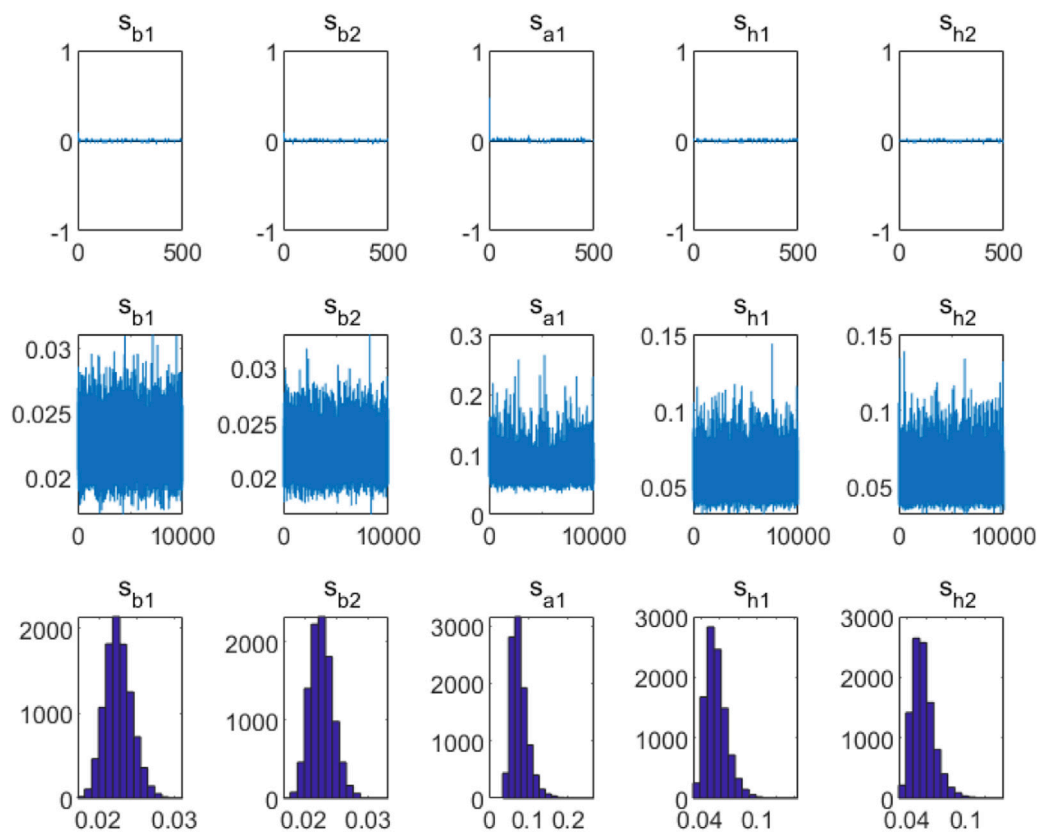 s_b1 s_b2 s_a1 s_h1 s_h2
1 1 1 1 1
0 0 0 0 0
-1 -1 -1 -1 -1
0 500 0 500 0 500 0 500 0 500
s_b1 s_b2 s_a1 s_h1 s_h2
0.03 0.03 0.3 0.15 0.15
0.025 0.025 0.2 0.1 0.1
0.02 0.02 0.1 0.05 0.05
0
0 10000 0 10000 0 10000 0 10000 0 10000
s_b1 s_b2 s_a1 s_h1 s_h2
2000 2000 3000 3000 3000
1000 1000 2000 2000 2000
1000 1000 1000
0 0 0 0 0
0.02 0.03 0.02 0.03 0 0.1 0.2 0.04 0.1 0.04 0.1